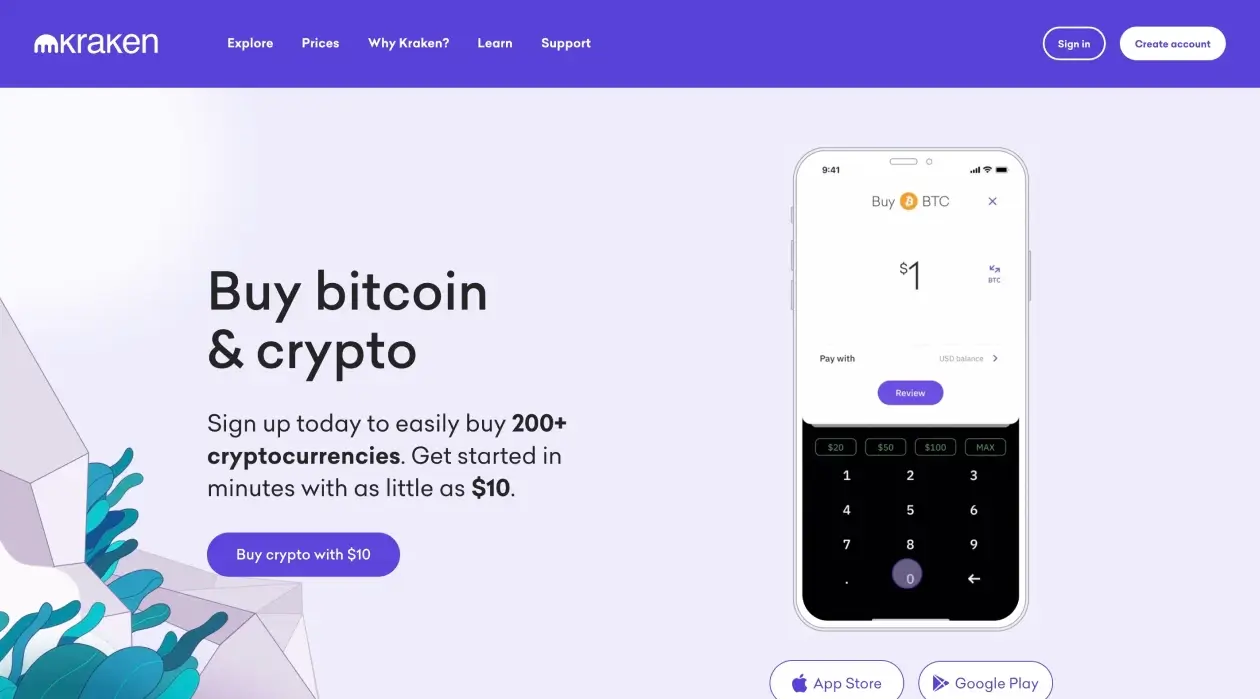 kraken
Explore Prices Why Kraken? Learn Support
Sign in Create account
Buy bitcoin
& crypto
Sign up today to easily buy 200+
cryptocurrencies. Get started in
minutes with as little as $10.
Buy crypto with $10
9:41
Buy BTC ×
$1
BTC
Pay with USD balance >
Review
$20 $50 $100 MAX
1 2 3
4 5 6
7 8 9
. 0 ←
App Store Google Play